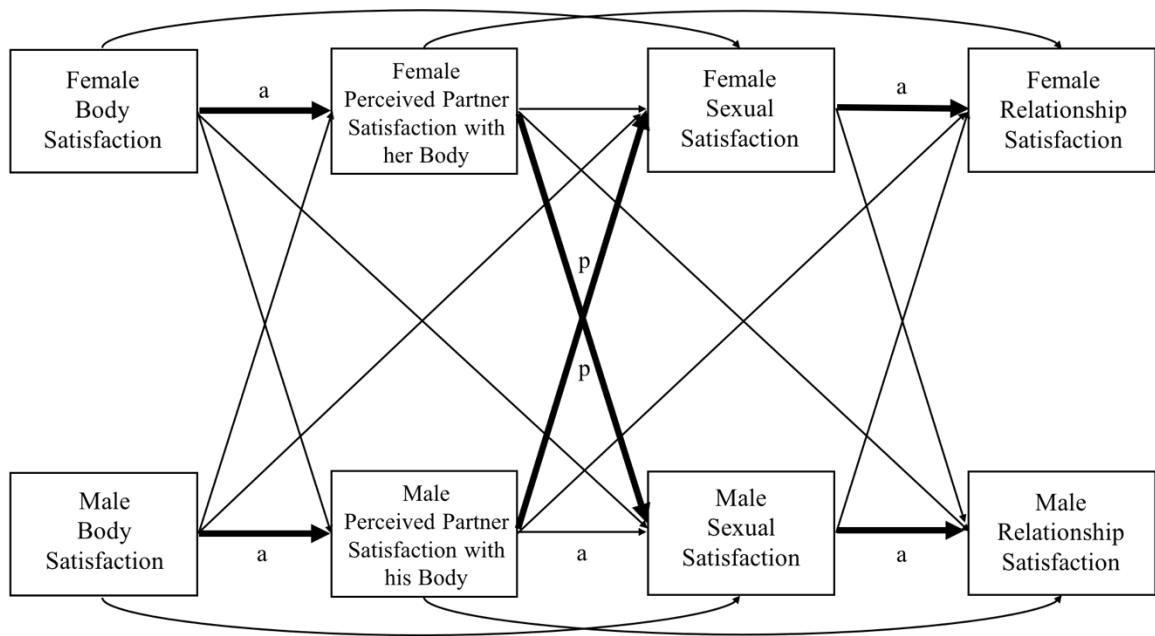 Female
Body
Satisfaction
a
Female
Perceived Partner
Satisfaction with
her Body
Female
Sexual
Satisfaction
a
Female
Relationship
Satisfaction
p
p
Male
Body
Satisfaction
a
Male
Perceived Partner
Satisfaction with
his Body
a
Male
Sexual
Satisfaction
a
Male
Relationship
Satisfaction